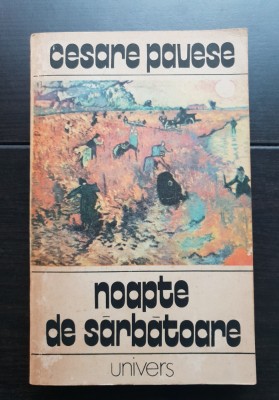 cesare pavese
noapte
de sărbătoare
univers